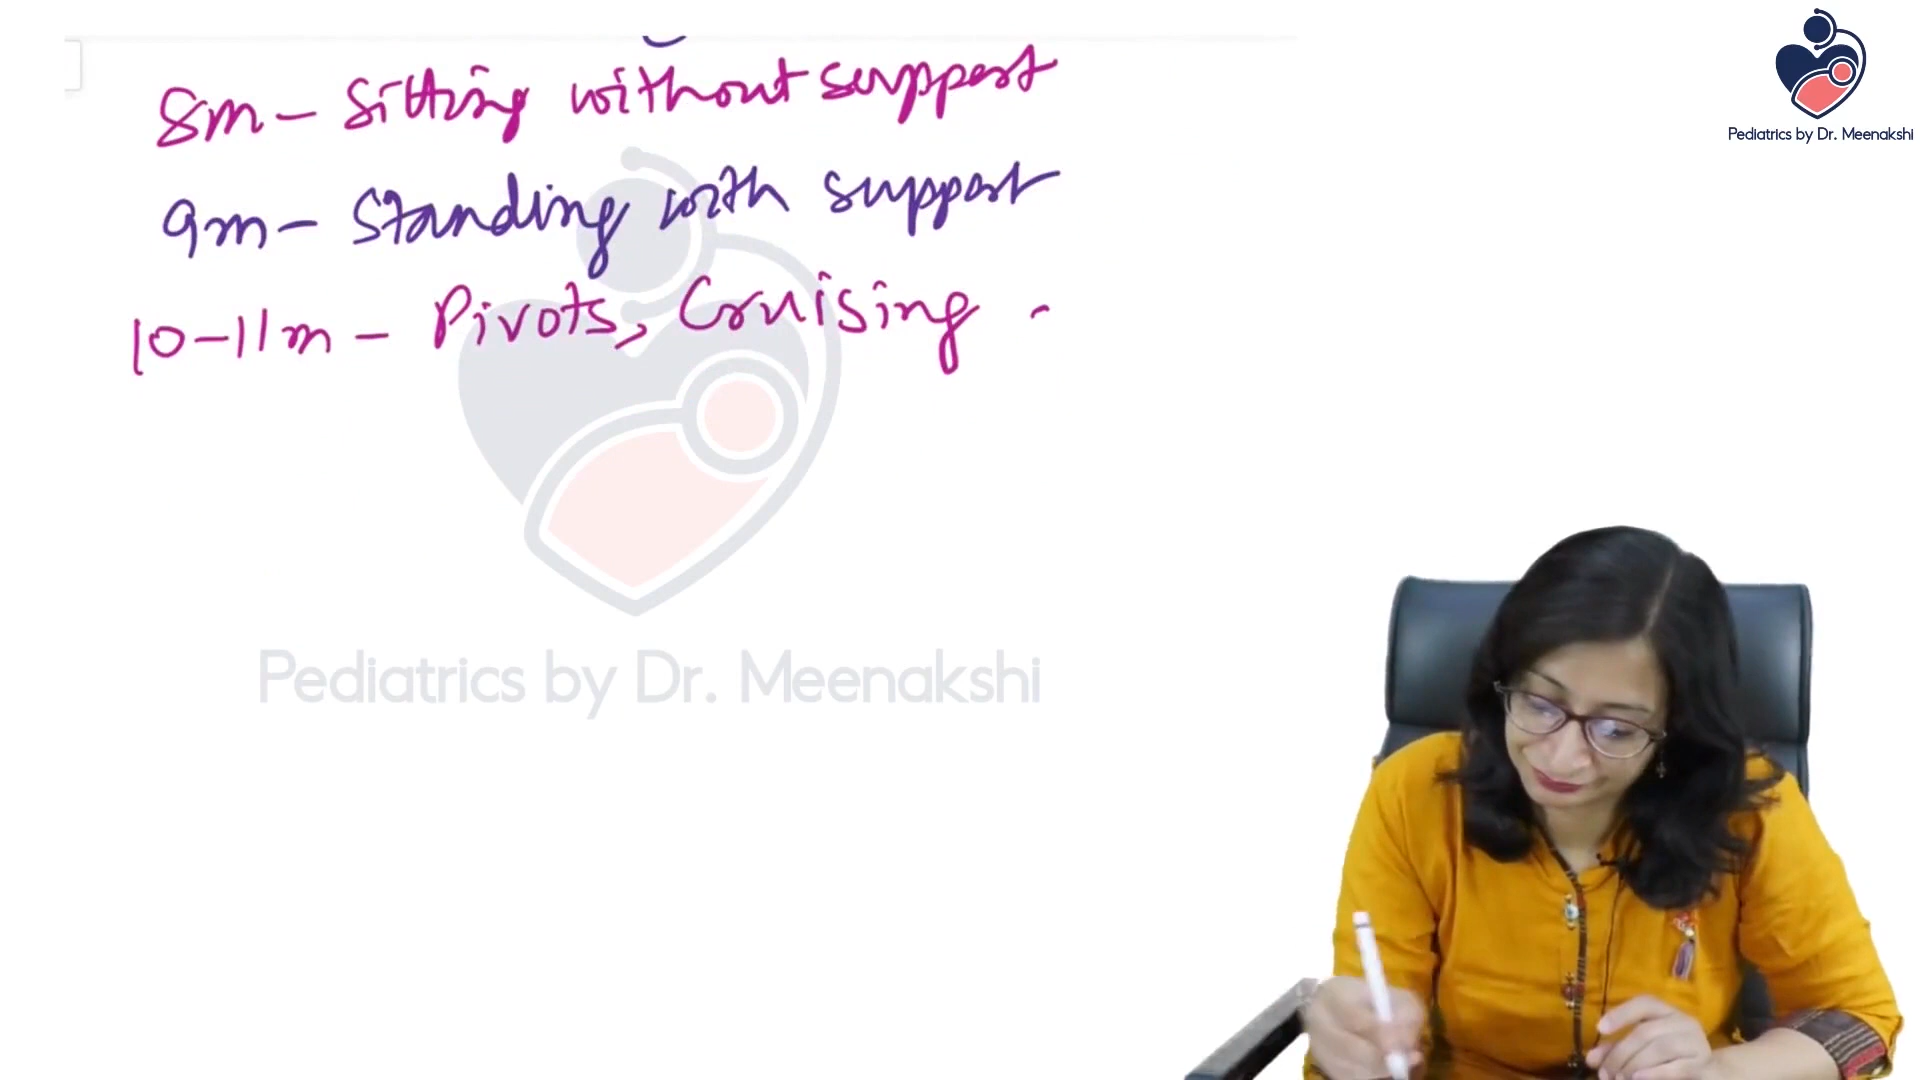 Pediatrics by Dr. Meenakshi
8m - Sitting without support
9m - Standing with support
10-11m - Pivots, Cruising
Pediatrics by Dr. Meenakshi